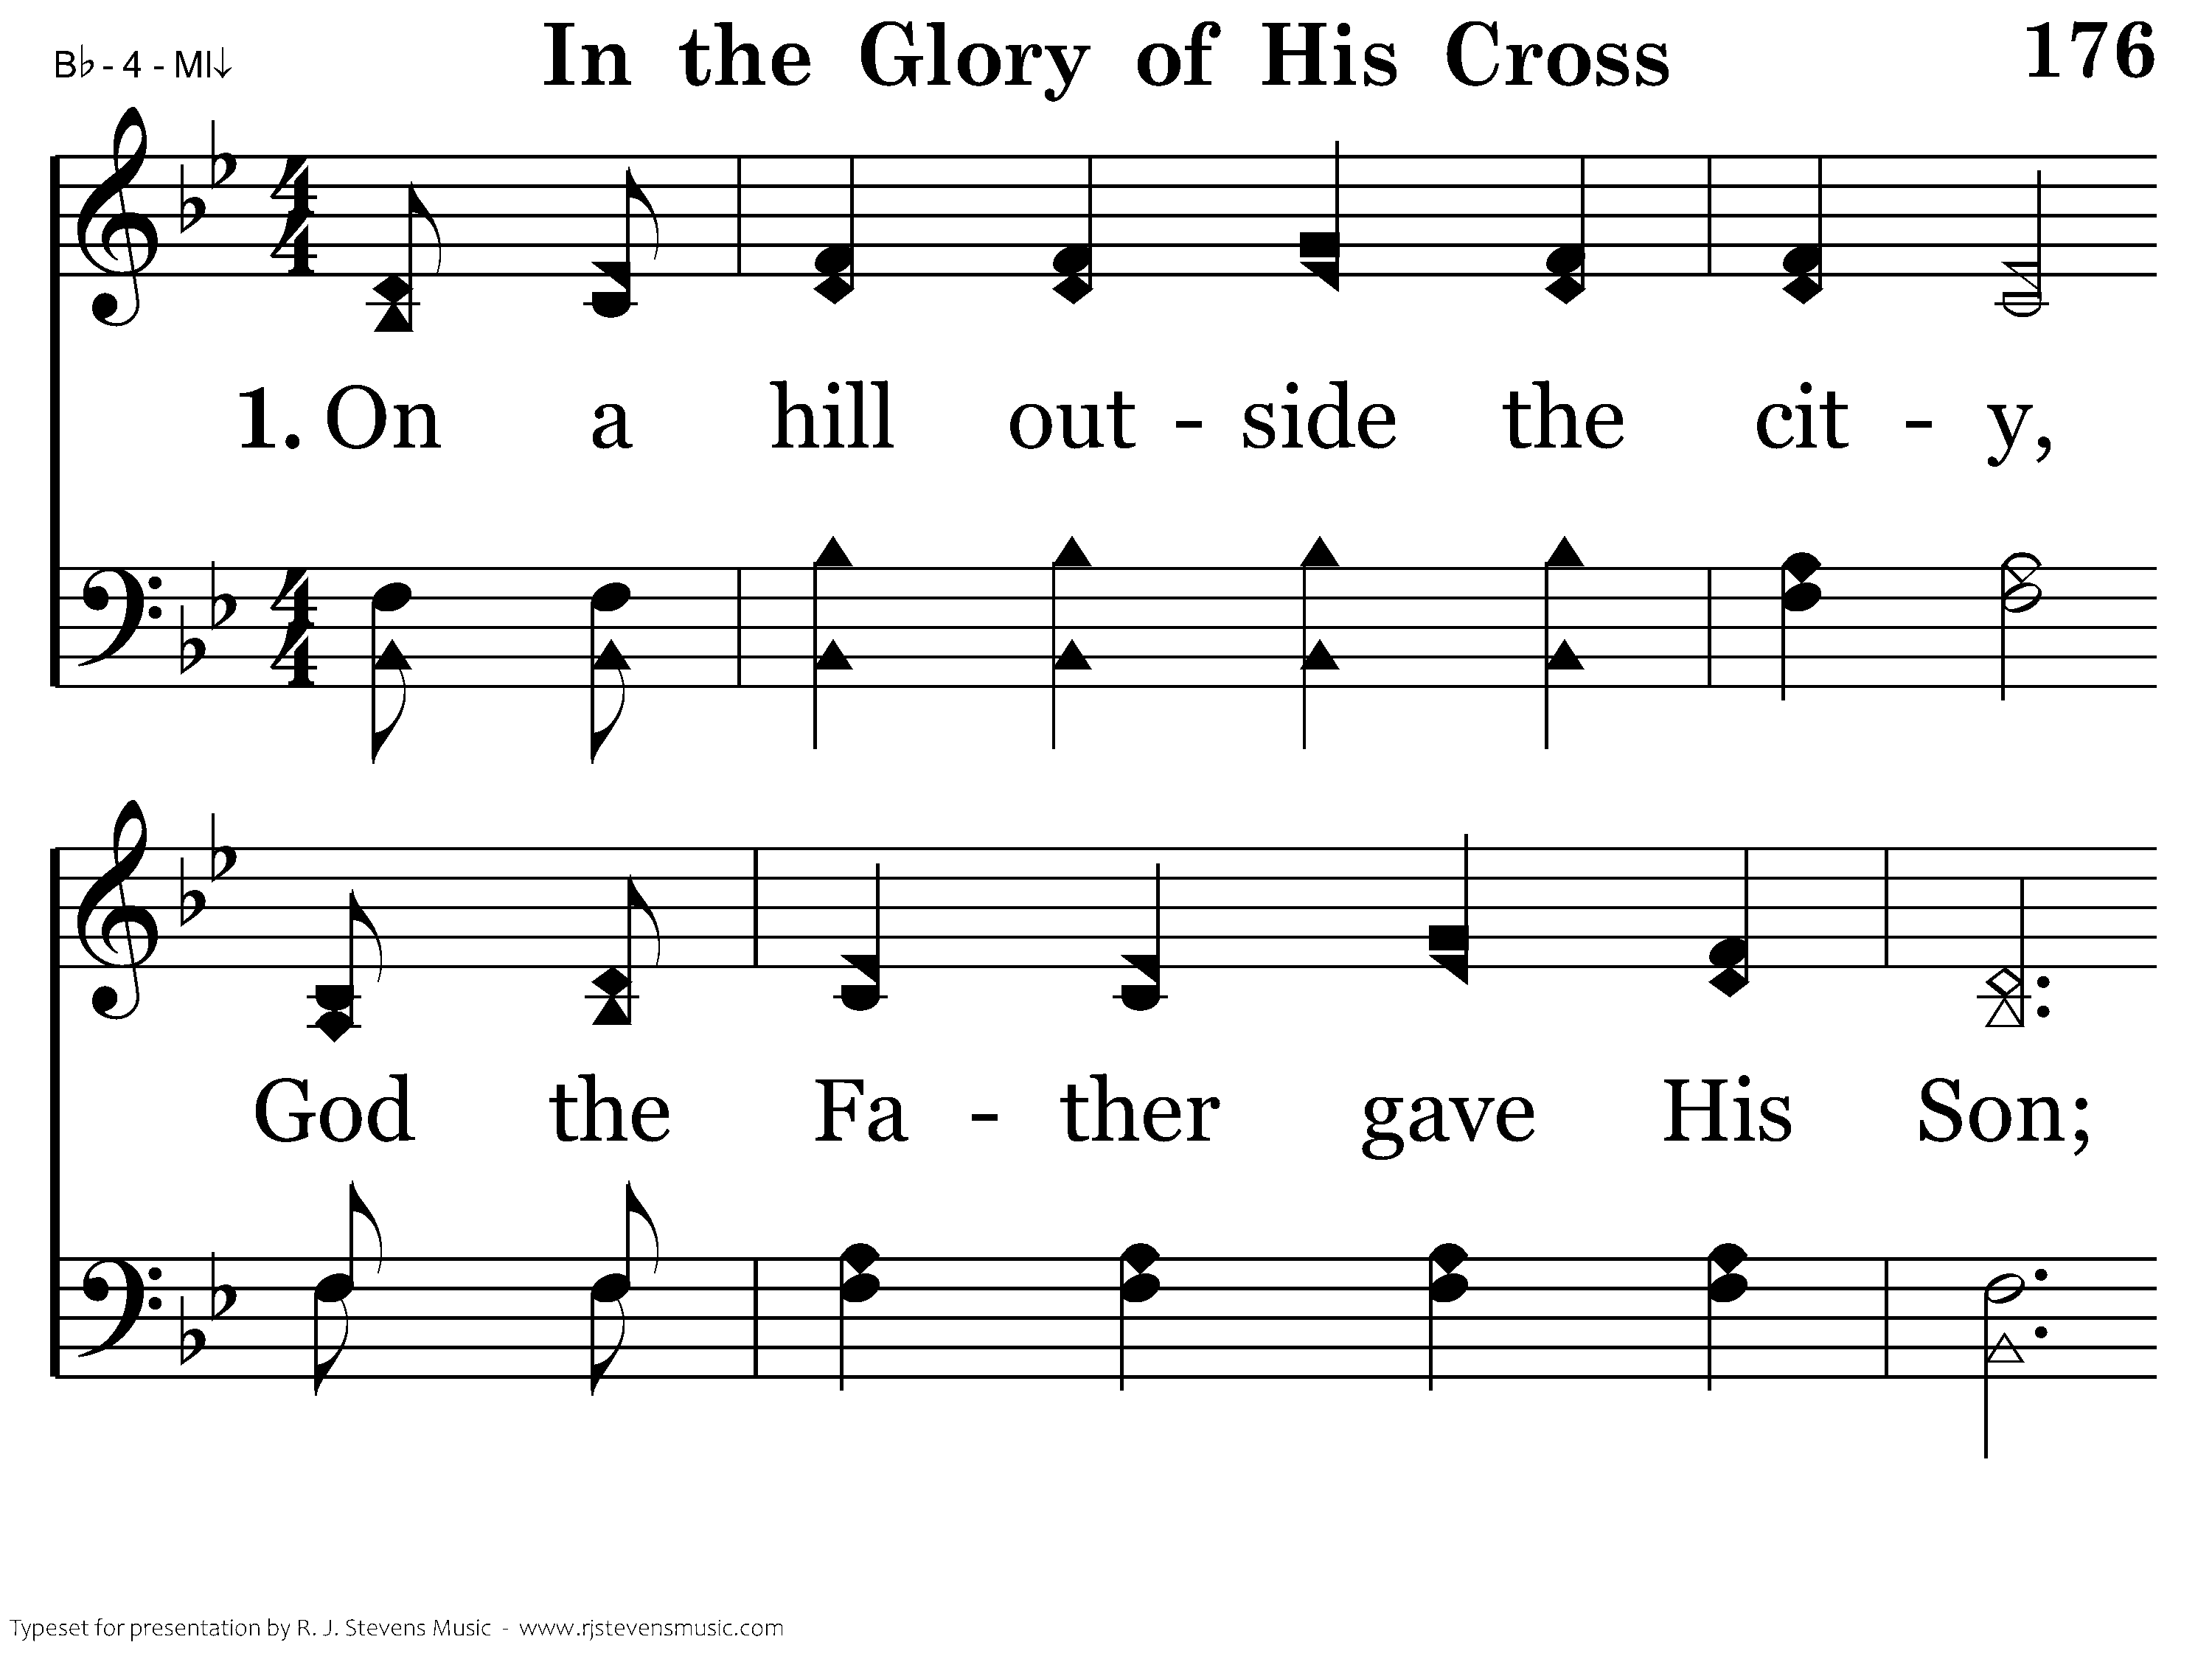 B♭ - 4 - MI↓ In the Glory of His Cross 176
1. On a hill out - side the cit - y,
God the Fa - ther gave His Son;
Typeset for presentation by R. J. Stevens Music - www.rjstevensmusic.com